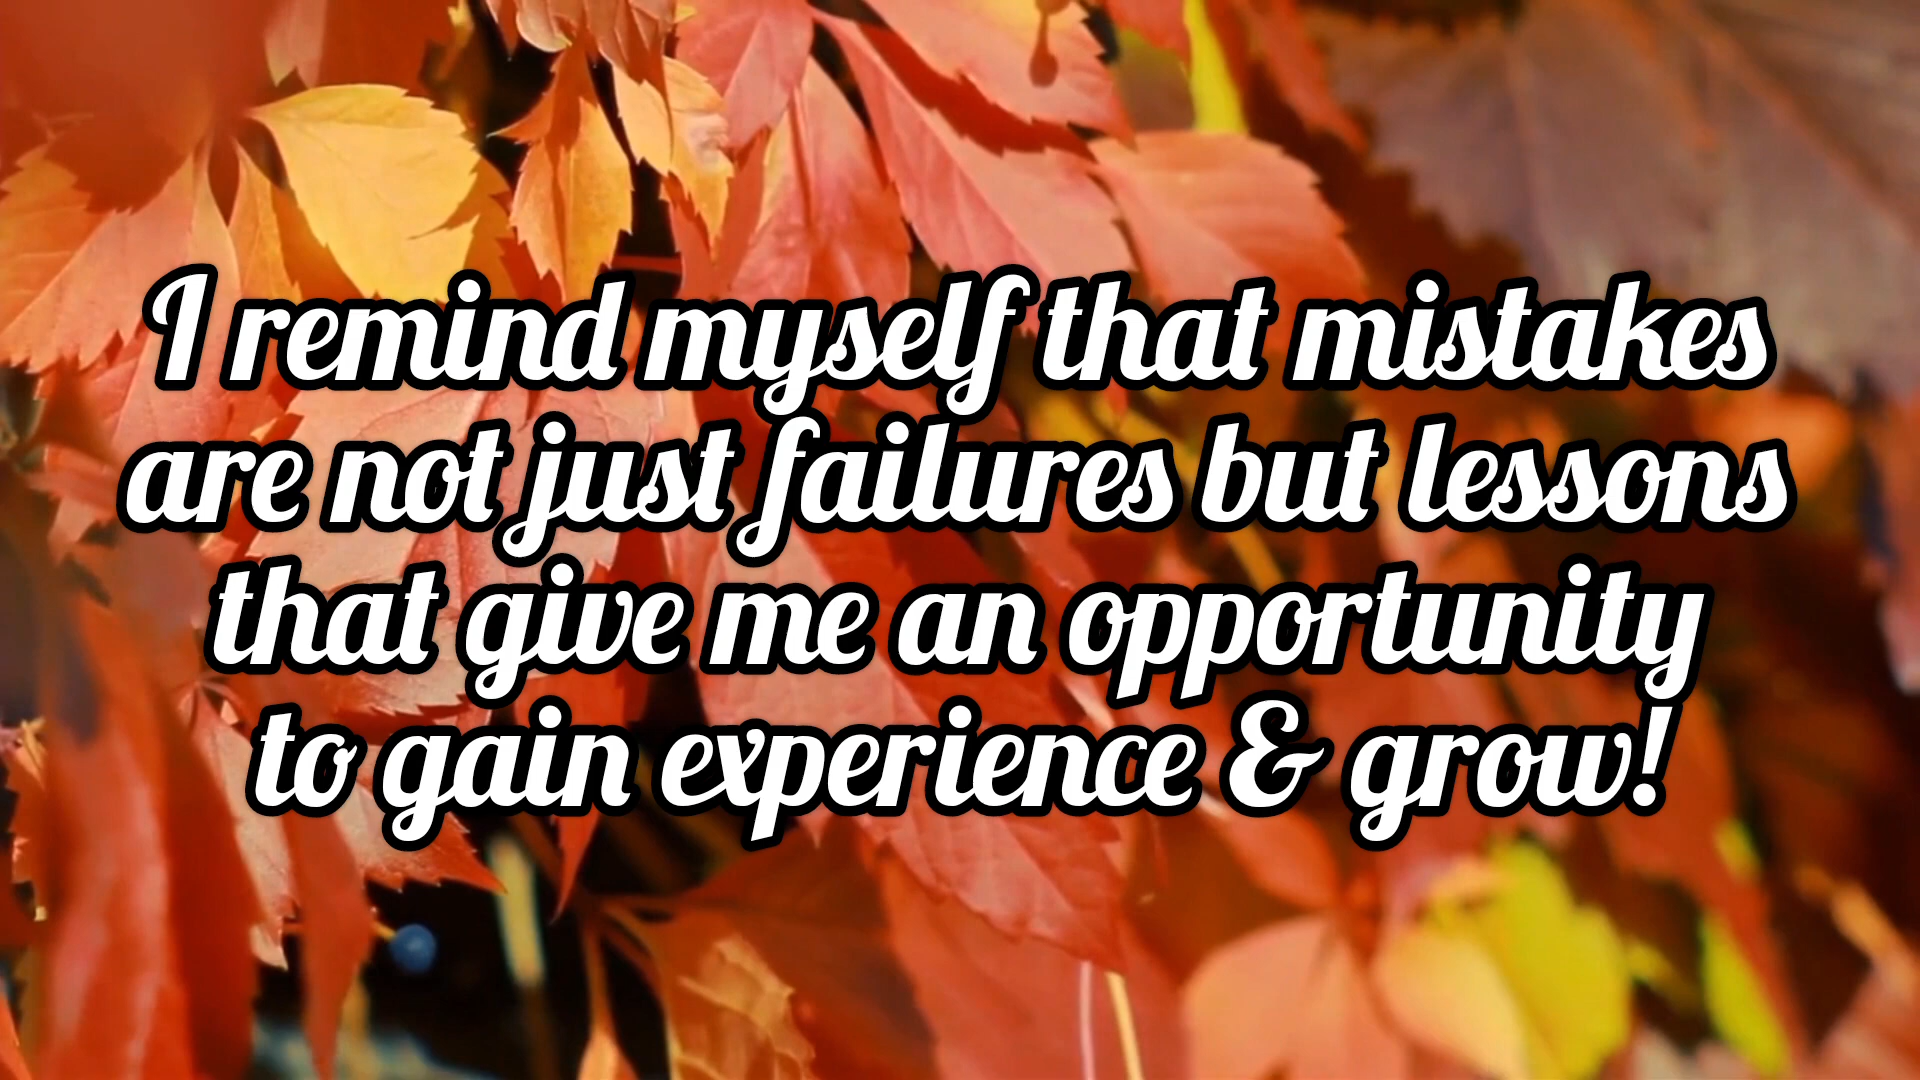 I remind myself that mistakes
are not just failures but lessons
that give me an opportunity
to gain experience & grow!